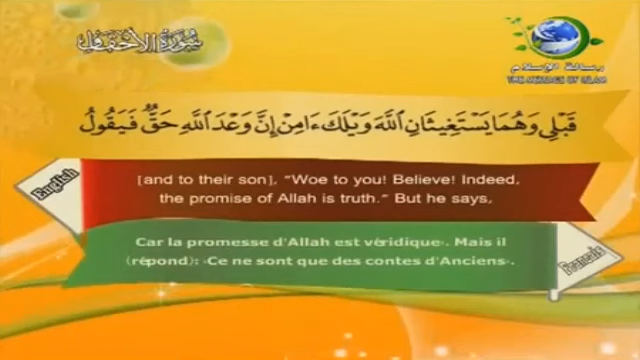 سورة الأحقاف
رسالة الإسلام
THE MESSAGE OF ISLAM
قَبْلِي وَهُمَا يَسْتَغِيثَانِ ٱللَّهَ وَيْلَكَ ءَامِنْ إِنَّ وَعْدَ ٱللَّهِ حَقٌّ فَيَقُولُ
English
[and to their son], "Woe to you! Believe! Indeed,
the promise of Allah is truth." But he says,
Car la promesse d'Allah est véridique›. Mais il
(répond): ‹Ce ne sont que des contes d'Anciens›.
Francais